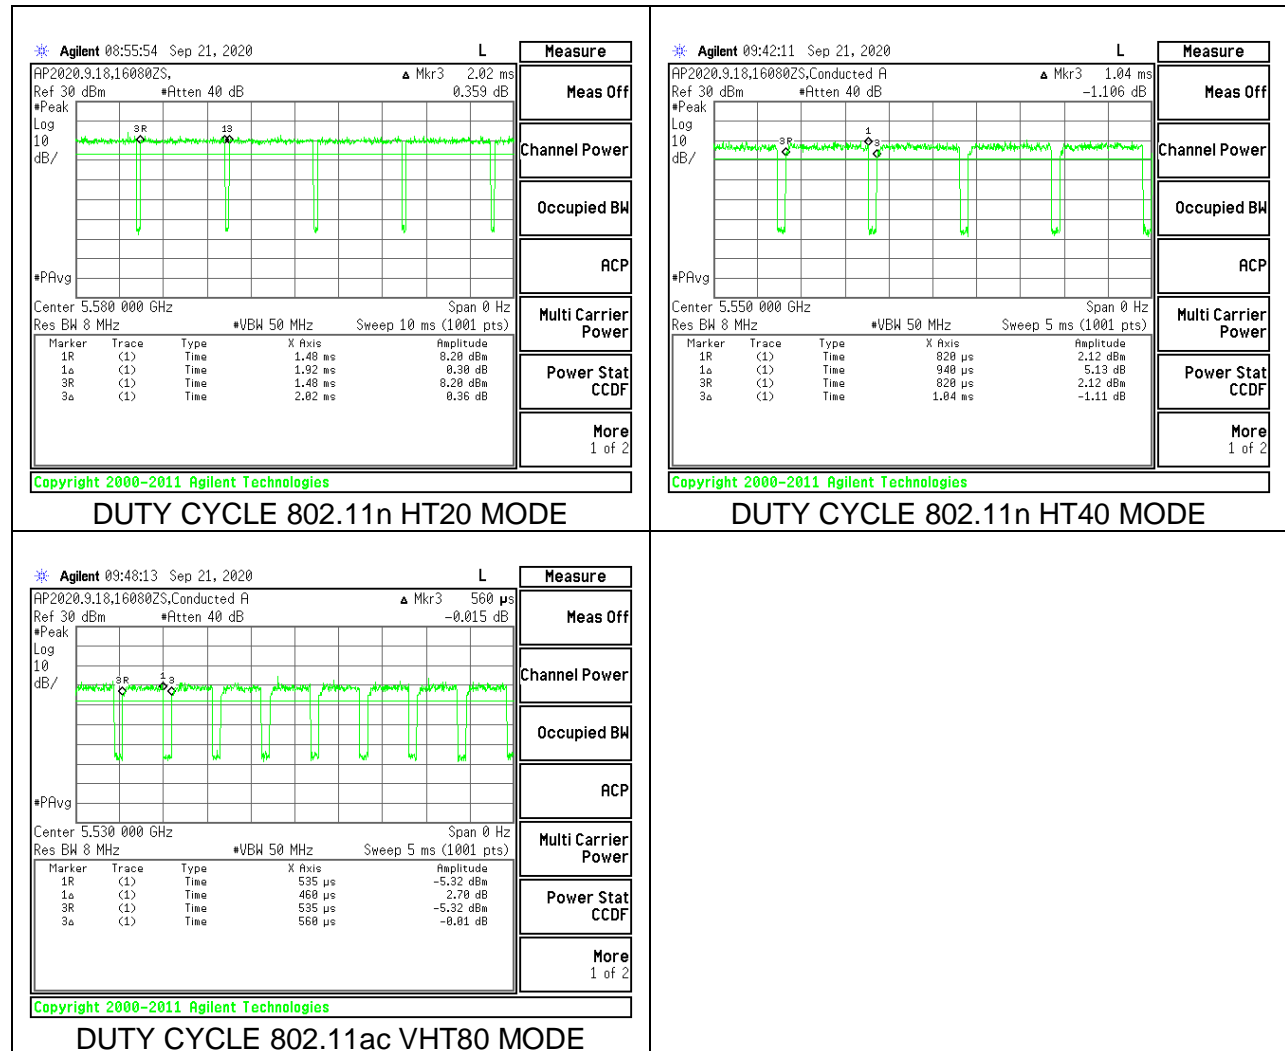 Agilent 08:55:54 Sep 21, 2020 L
Measure
AP2020.9.18,16080ZS, Δ Mkr3 2.02 ms
Ref 30 dBm #Atten 40 dB 0.359 dB
#Peak
Log
10
dB/
3R
13
#PAvg
Center 5.580 000 GHz Span 0 Hz
Res BW 8 MHz #VBW 50 MHz Sweep 10 ms (1001 pts)
Marker Trace Type X Axis Amplitude
1R (1) Time 1.48 ms 8.20 dBm
1Δ (1) Time 1.92 ms 0.30 dB
3R (1) Time 1.48 ms 8.20 dBm
3Δ (1) Time 2.02 ms 0.36 dB
Meas Off
Channel Power
Occupied BW
ACP
Multi Carrier
Power
Power Stat
CCDF
More
1 of 2
Copyright 2000-2011 Agilent Technologies
DUTY CYCLE 802.11n HT20 MODE
Agilent 09:42:11 Sep 21, 2020 L
Measure
AP2020.9.18,16080ZS,Conducted A Δ Mkr3 1.04 ms
Ref 30 dBm #Atten 40 dB -1.106 dB
#Peak
Log
10
dB/
3R
1
3
#PAvg
Center 5.550 000 GHz Span 0 Hz
Res BW 8 MHz #VBW 50 MHz Sweep 5 ms (1001 pts)
Marker Trace Type X Axis Amplitude
1R (1) Time 820 µs 2.12 dBm
1Δ (1) Time 940 µs 5.13 dB
3R (1) Time 820 µs 2.12 dBm
3Δ (1) Time 1.04 ms -1.11 dB
Meas Off
Channel Power
Occupied BW
ACP
Multi Carrier
Power
Power Stat
CCDF
More
1 of 2
Copyright 2000-2011 Agilent Technologies
DUTY CYCLE 802.11n HT40 MODE
Agilent 09:48:13 Sep 21, 2020 L
Measure
AP2020.9.18,16080ZS,Conducted A Δ Mkr3 560 µs
Ref 30 dBm #Atten 40 dB -0.015 dB
#Peak
Log
10
dB/
3R
1
3
#PAvg
Center 5.530 000 GHz Span 0 Hz
Res BW 8 MHz #VBW 50 MHz Sweep 5 ms (1001 pts)
Marker Trace Type X Axis Amplitude
1R (1) Time 535 µs -5.32 dBm
1Δ (1) Time 460 µs 2.70 dB
3R (1) Time 535 µs -5.32 dBm
3Δ (1) Time 560 µs -0.01 dB
Meas Off
Channel Power
Occupied BW
ACP
Multi Carrier
Power
Power Stat
CCDF
More
1 of 2
Copyright 2000-2011 Agilent Technologies
DUTY CYCLE 802.11ac VHT80 MODE